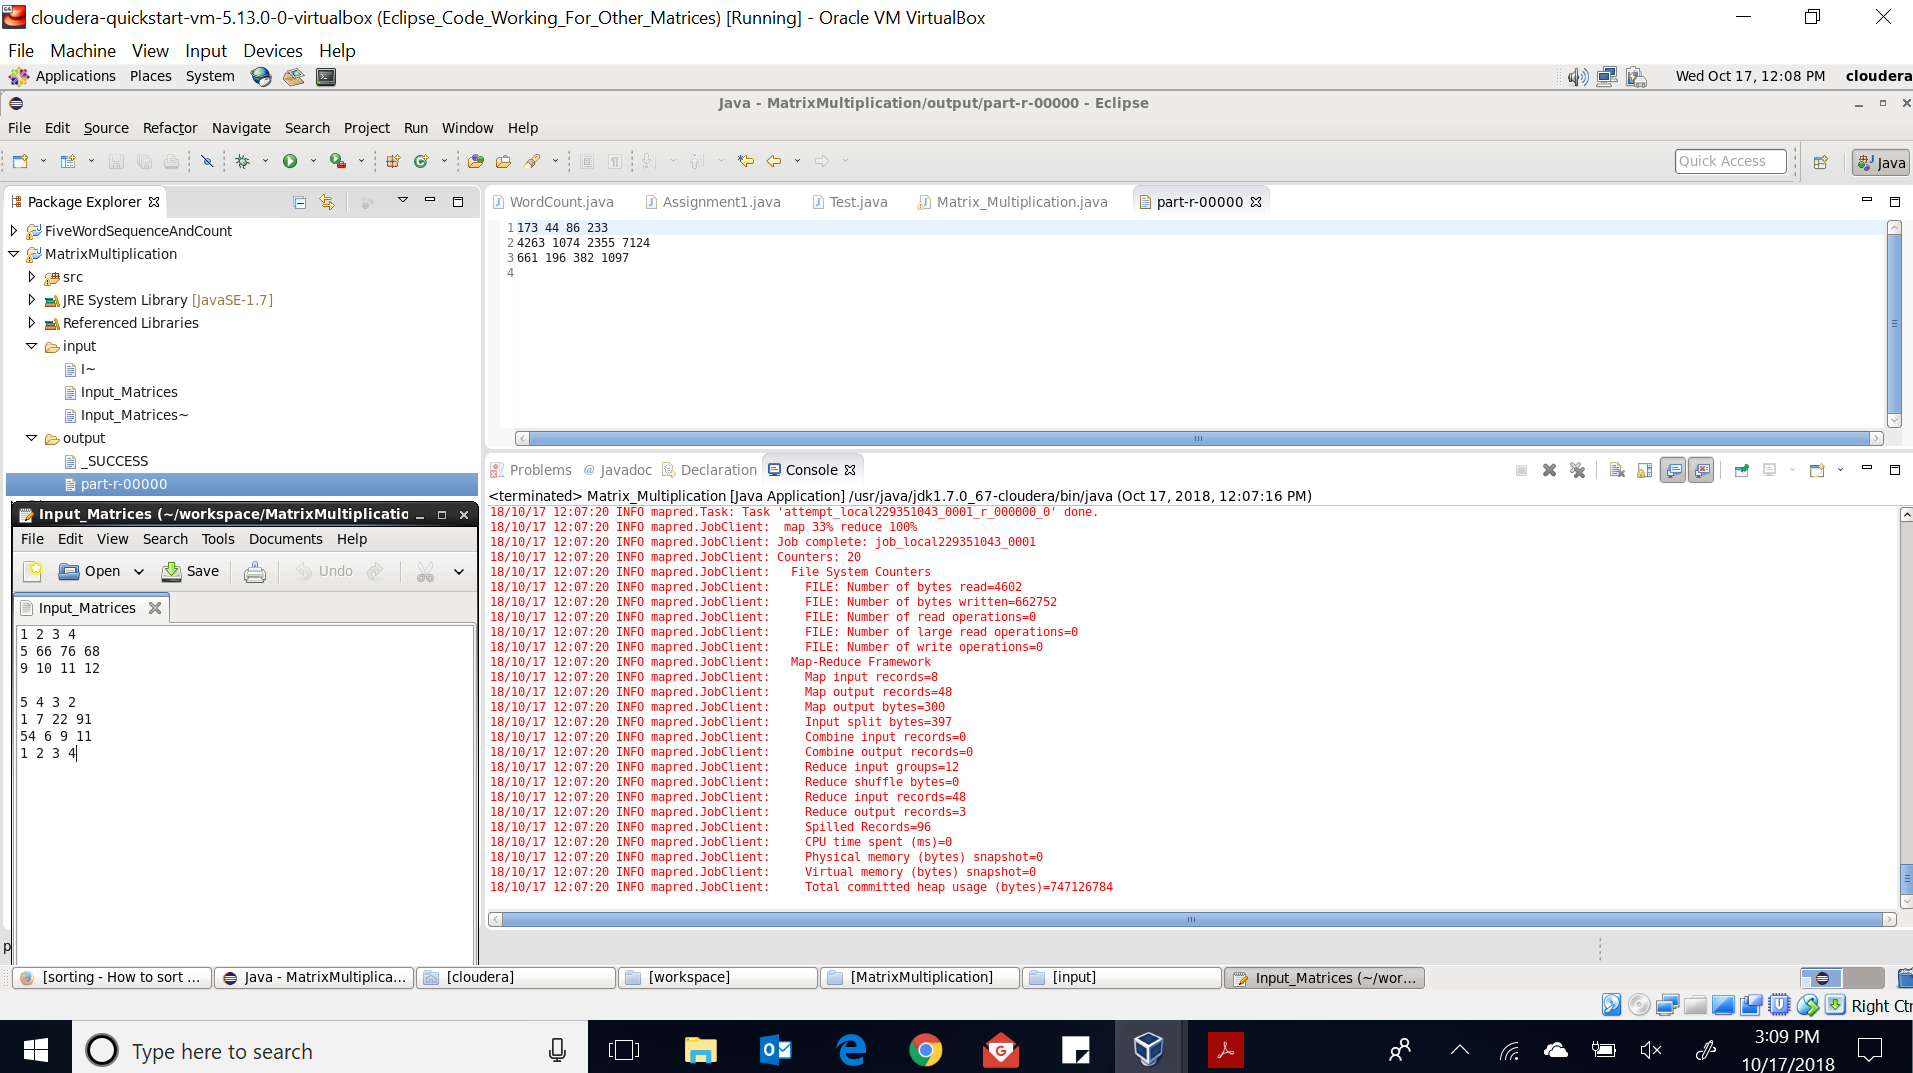 cloudera-quickstart-vm-5.13.0-0-virtualbox (Eclipse_Code_Working_For_Other_Matrices) [Running] - Oracle VM VirtualBox
File Machine View Input Devices Help
Applications Places System Wed Oct 17, 12:08 PM cloudera
Java - MatrixMultiplication/output/part-r-00000 - Eclipse
File Edit Source Refactor Navigate Search Project Run Window Help
Quick Access Java
Package Explorer
FiveWordSequenceAndCount
MatrixMultiplication
src
JRE System Library [JavaSE-1.7]
Referenced Libraries
input
I~
Input_Matrices
Input_Matrices~
output
_SUCCESS
part-r-00000
WordCount.java Assignment1.java Test.java Matrix_Multiplication.java part-r-00000
1 173 44 86 233
2 4263 1074 2355 7124
3 661 196 382 1097
4
Problems Javadoc Declaration Console
<terminated> Matrix_Multiplication [Java Application] /usr/java/jdk1.7.0_67-cloudera/bin/java (Oct 17, 2018, 12:07:16 PM)
18/10/17 12:07:20 INFO mapred.Task: Task 'attempt_local229351043_0001_r_000000_0' done.
18/10/17 12:07:20 INFO mapred.JobClient: map 33% reduce 100%
18/10/17 12:07:20 INFO mapred.JobClient: Job complete: job_local229351043_0001
18/10/17 12:07:20 INFO mapred.JobClient: Counters: 20
18/10/17 12:07:20 INFO mapred.JobClient: File System Counters
18/10/17 12:07:20 INFO mapred.JobClient: FILE: Number of bytes read=4602
18/10/17 12:07:20 INFO mapred.JobClient: FILE: Number of bytes written=662752
18/10/17 12:07:20 INFO mapred.JobClient: FILE: Number of read operations=0
18/10/17 12:07:20 INFO mapred.JobClient: FILE: Number of large read operations=0
18/10/17 12:07:20 INFO mapred.JobClient: FILE: Number of write operations=0
18/10/17 12:07:20 INFO mapred.JobClient: Map-Reduce Framework
18/10/17 12:07:20 INFO mapred.JobClient: Map input records=8
18/10/17 12:07:20 INFO mapred.JobClient: Map output records=48
18/10/17 12:07:20 INFO mapred.JobClient: Map output bytes=300
18/10/17 12:07:20 INFO mapred.JobClient: Input split bytes=397
18/10/17 12:07:20 INFO mapred.JobClient: Combine input records=0
18/10/17 12:07:20 INFO mapred.JobClient: Combine output records=0
18/10/17 12:07:20 INFO mapred.JobClient: Reduce input groups=12
18/10/17 12:07:20 INFO mapred.JobClient: Reduce shuffle bytes=0
18/10/17 12:07:20 INFO mapred.JobClient: Reduce input records=48
18/10/17 12:07:20 INFO mapred.JobClient: Reduce output records=3
18/10/17 12:07:20 INFO mapred.JobClient: Spilled Records=96
18/10/17 12:07:20 INFO mapred.JobClient: CPU time spent (ms)=0
18/10/17 12:07:20 INFO mapred.JobClient: Physical memory (bytes) snapshot=0
18/10/17 12:07:20 INFO mapred.JobClient: Virtual memory (bytes) snapshot=0
18/10/17 12:07:20 INFO mapred.JobClient: Total committed heap usage (bytes)=747126784
Input_Matrices (~/workspace/MatrixMultiplicatio
File Edit View Search Tools Documents Help
Open Save Undo
Input_Matrices
1 2 3 4
5 66 76 68
9 10 11 12
5 4 3 2
1 7 22 91
54 6 9 11
1 2 3 4
p
[sorting - How to sort ... Java - MatrixMultiplica... [cloudera] [workspace] [MatrixMultiplication] [input] Input_Matrices (~/wor...
Right Ctr
Type here to search
3:09 PM
10/17/2018